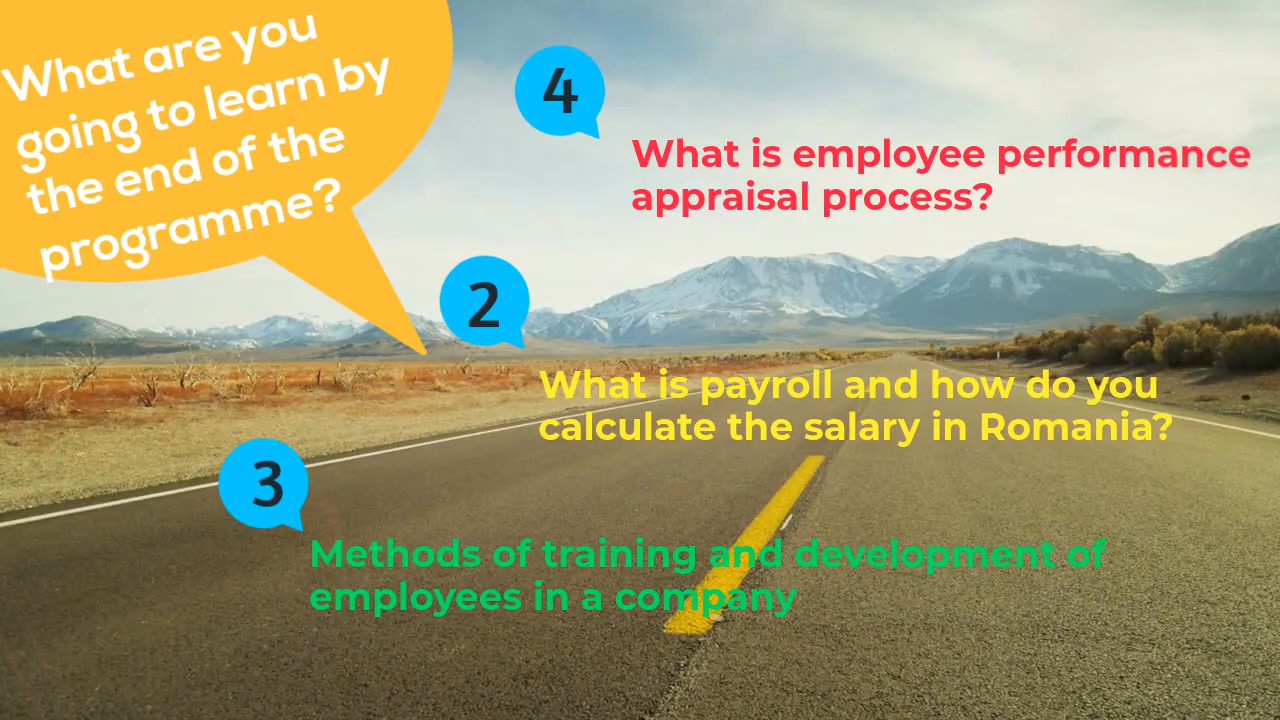 What are you
going to learn by
the end of the
programme?
4
What is employee performance
appraisal process?
2
What is payroll and how do you
calculate the salary in Romania?
3
Methods of training and development of
employees in a company